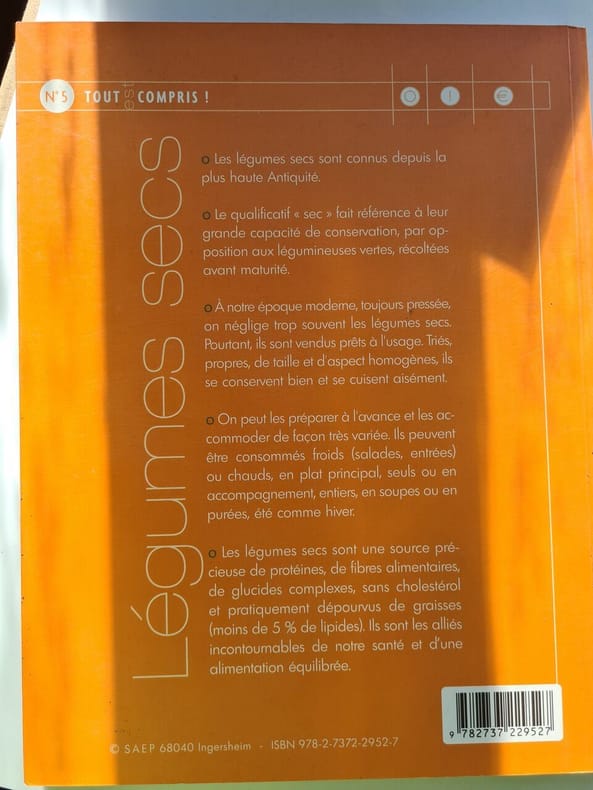 N°5 TOUT est COMPRIS !
O I €
Légumes secs
o Les légumes secs sont connus depuis la
plus haute Antiquité.
o Le qualificatif « sec » fait référence à leur
grande capacité de conservation, par op-
position aux légumineuses vertes, récoltées
avant maturité.
o À notre époque moderne, toujours pressée,
on néglige trop souvent les légumes secs.
Pourtant, ils sont vendus prêts à l'usage. Triés,
propres, de taille et d'aspect homogènes, ils
se conservent bien et se cuisent aisément.
o On peut les préparer à l'avance et les ac-
commoder de façon très variée. Ils peuvent
être consommés froids (salades, entrées)
ou chauds, en plat principal, seuls ou en
accompagnement, entiers, en soupes ou en
purées, été comme hiver.
o Les légumes secs sont une source pré-
cieuse de protéines, de fibres alimentaires,
de glucides complexes, sans cholestérol
et pratiquement dépourvus de graisses
(moins de 5 % de lipides). Ils sont les alliés
incontournables de notre santé et d'une
alimentation équilibrée.
© SAEP 68040 Ingersheim - ISBN 978-2-7372-2952-7
9 782737 229527